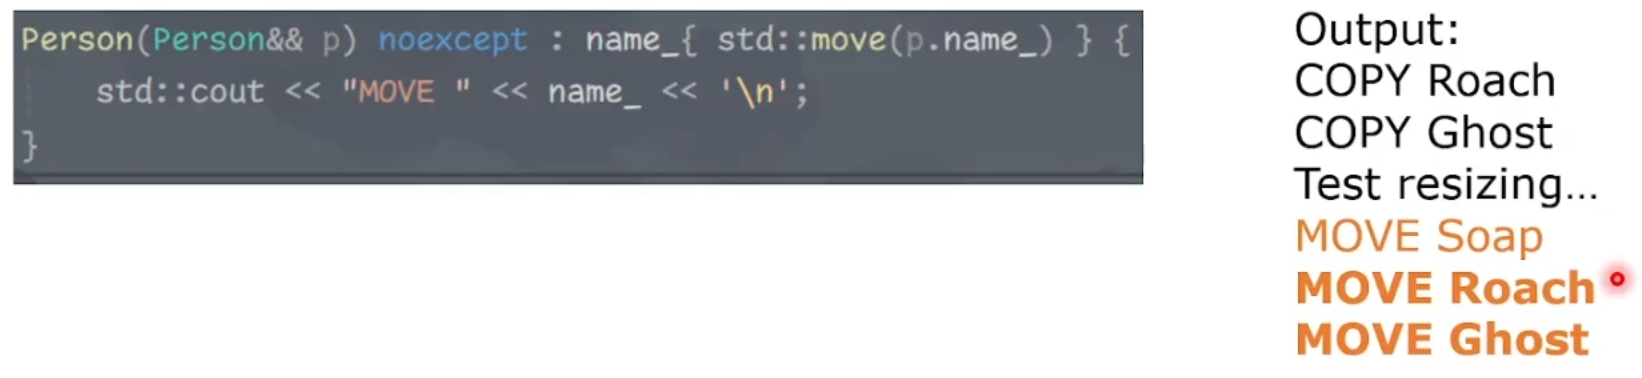 Person(Person&& p) noexcept : name_{ std::move(p.name_) } {
    std::cout << "MOVE " << name_ << '\n';
}
Output:
COPY Roach
COPY Ghost
Test resizing...
MOVE Soap
MOVE Roach
MOVE Ghost